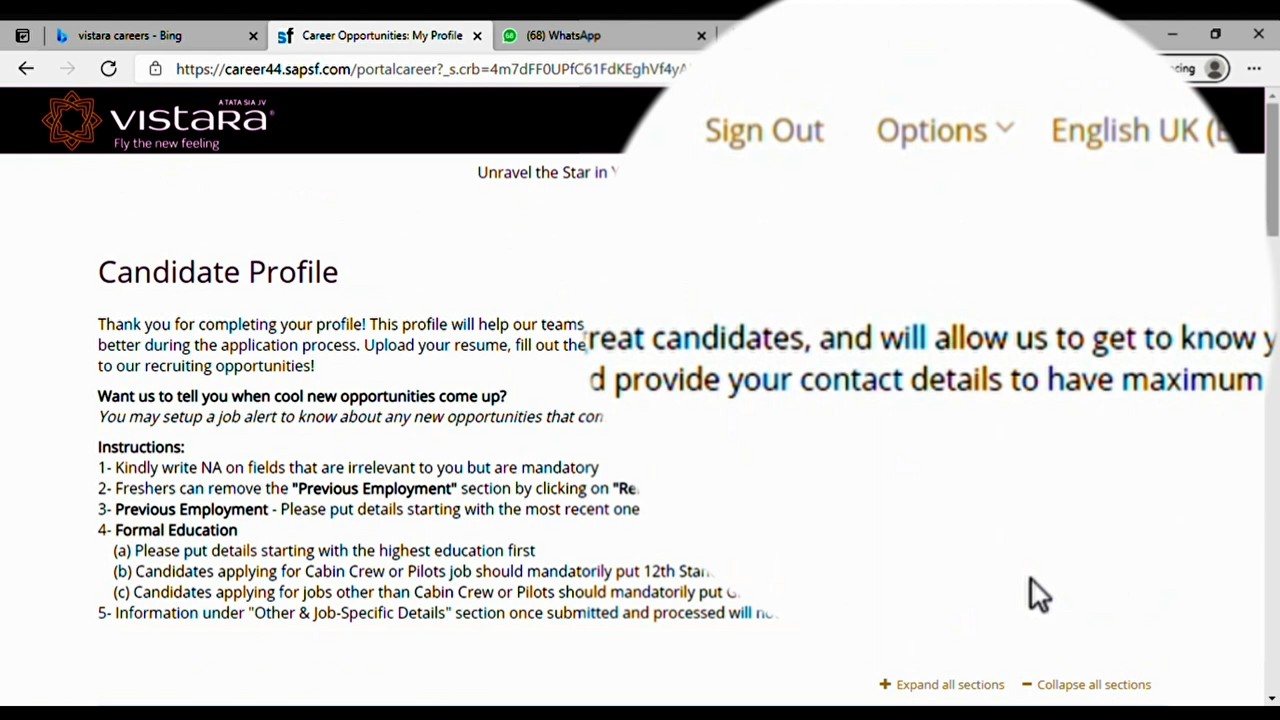 vistara careers - Bing
Career Opportunities: My Profile
(68) WhatsApp
https://career44.sapsf.com/portalcareer?_s.crb=4m7dFF0UPfC61FdKEghVf4yA
A TATA SIA JV
VISTARA
Fly the new feeling
Sign Out Options English UK (
Unravel the Star in
Candidate Profile
Thank you for completing your profile! This profile will help our teams reat candidates, and will allow us to get to know y
better during the application process. Upload your resume, fill out the d provide your contact details to have maximum
to our recruiting opportunities!
Want us to tell you when cool new opportunities come up?
You may setup a job alert to know about any new opportunities that com
Instructions:
1- Kindly write NA on fields that are irrelevant to you but are mandatory
2- Freshers can remove the "Previous Employment" section by clicking on "Re
3- Previous Employment - Please put details starting with the most recent one
4- Formal Education
(a) Please put details starting with the highest education first
(b) Candidates applying for Cabin Crew or Pilots job should mandatorily put 12th Stan
(c) Candidates applying for jobs other than Cabin Crew or Pilots should mandatorily put
5- Information under "Other & Job-Specific Details" section once submitted and processed will
+ Expand all sections − Collapse all sections